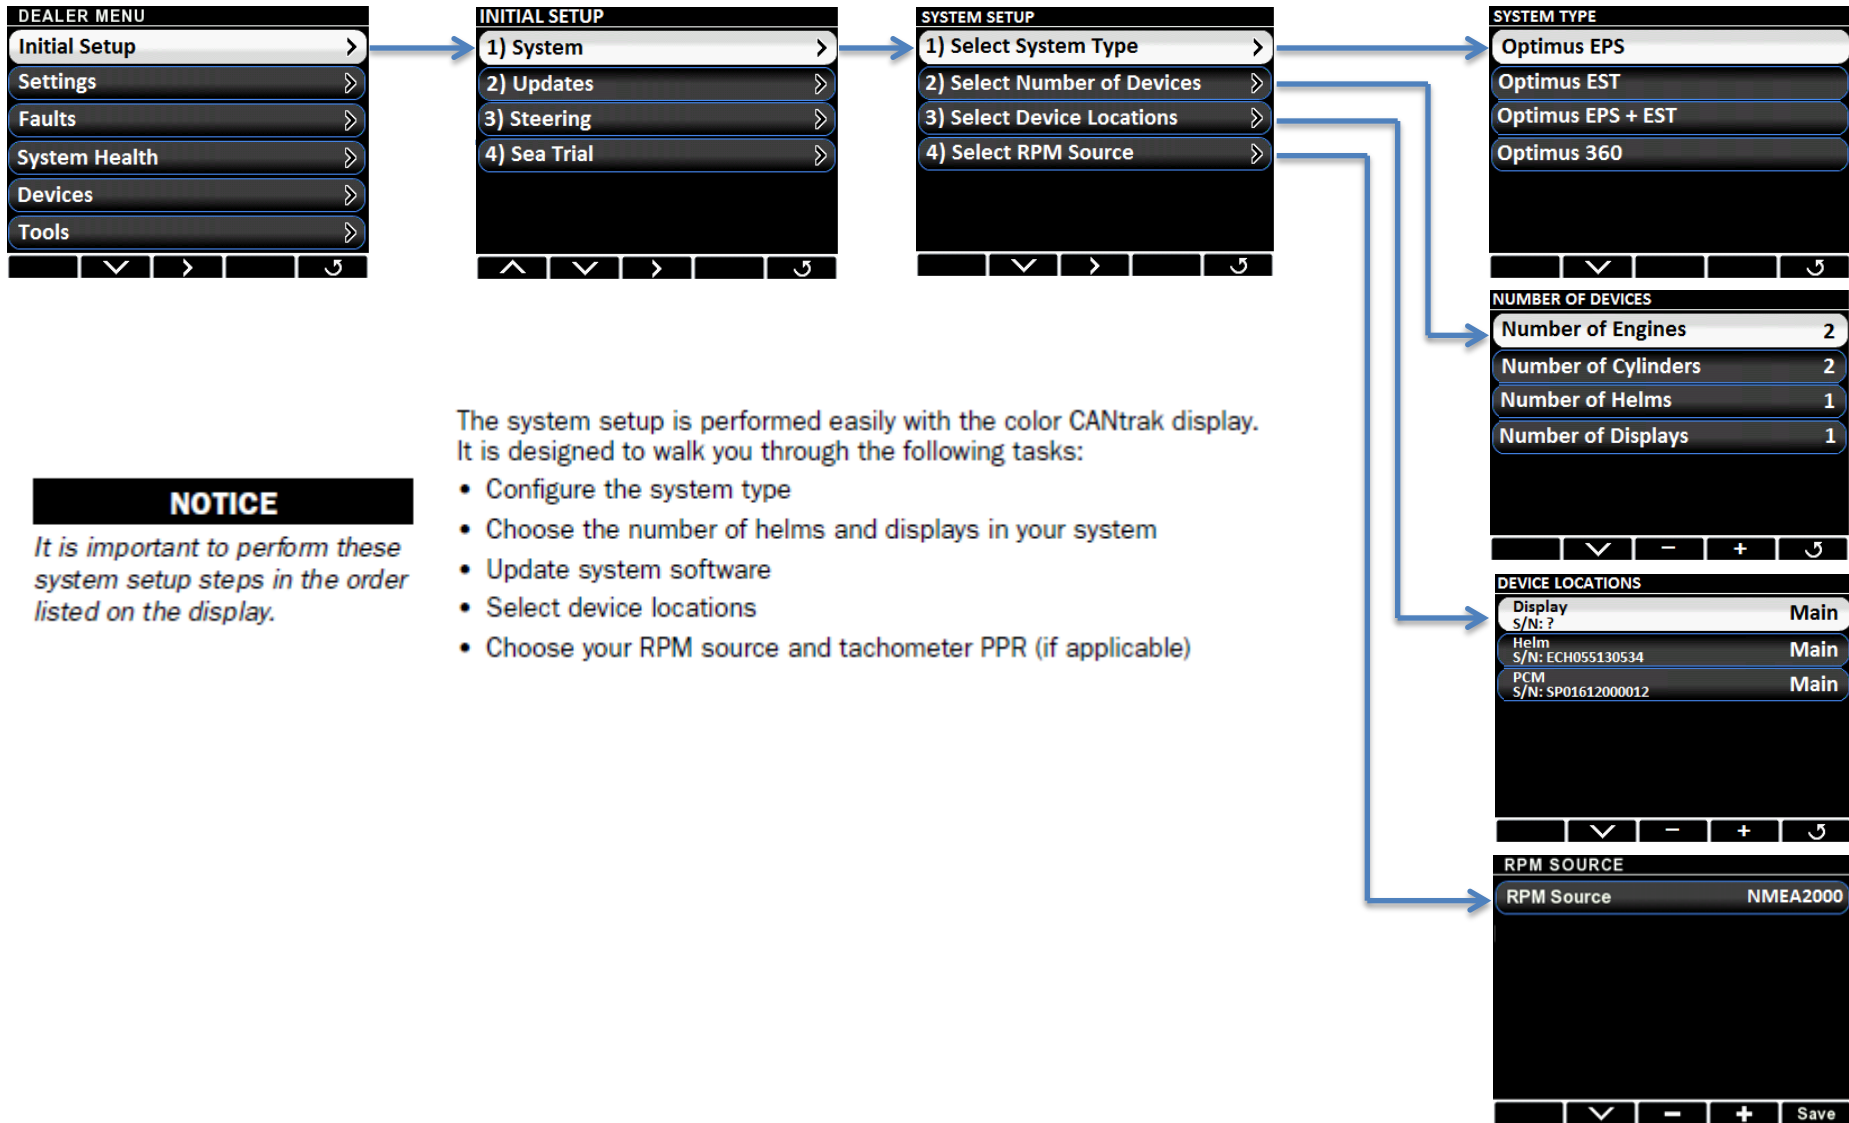 DEALER MENU
Initial Setup
Settings
Faults
System Health
Devices
Tools
INITIAL SETUP
1) System
2) Updates
3) Steering
4) Sea Trial
SYSTEM SETUP
1) Select System Type
2) Select Number of Devices
3) Select Device Locations
4) Select RPM Source
SYSTEM TYPE
Optimus EPS
Optimus EST
Optimus EPS + EST
Optimus 360
NUMBER OF DEVICES
Number of Engines 2
Number of Cylinders 2
Number of Helms 1
Number of Displays 1
− +
DEVICE LOCATIONS
Display Main
S/N: ?
Helm Main
S/N: ECH055130534
PCM Main
S/N: SP01612000012
− +
RPM SOURCE
RPM Source NMEA2000
− + Save
NOTICE
It is important to perform these
system setup steps in the order
listed on the display.
The system setup is performed easily with the color CANtrak display.
It is designed to walk you through the following tasks:
• Configure the system type
• Choose the number of helms and displays in your system
• Update system software
• Select device locations
• Choose your RPM source and tachometer PPR (if applicable)